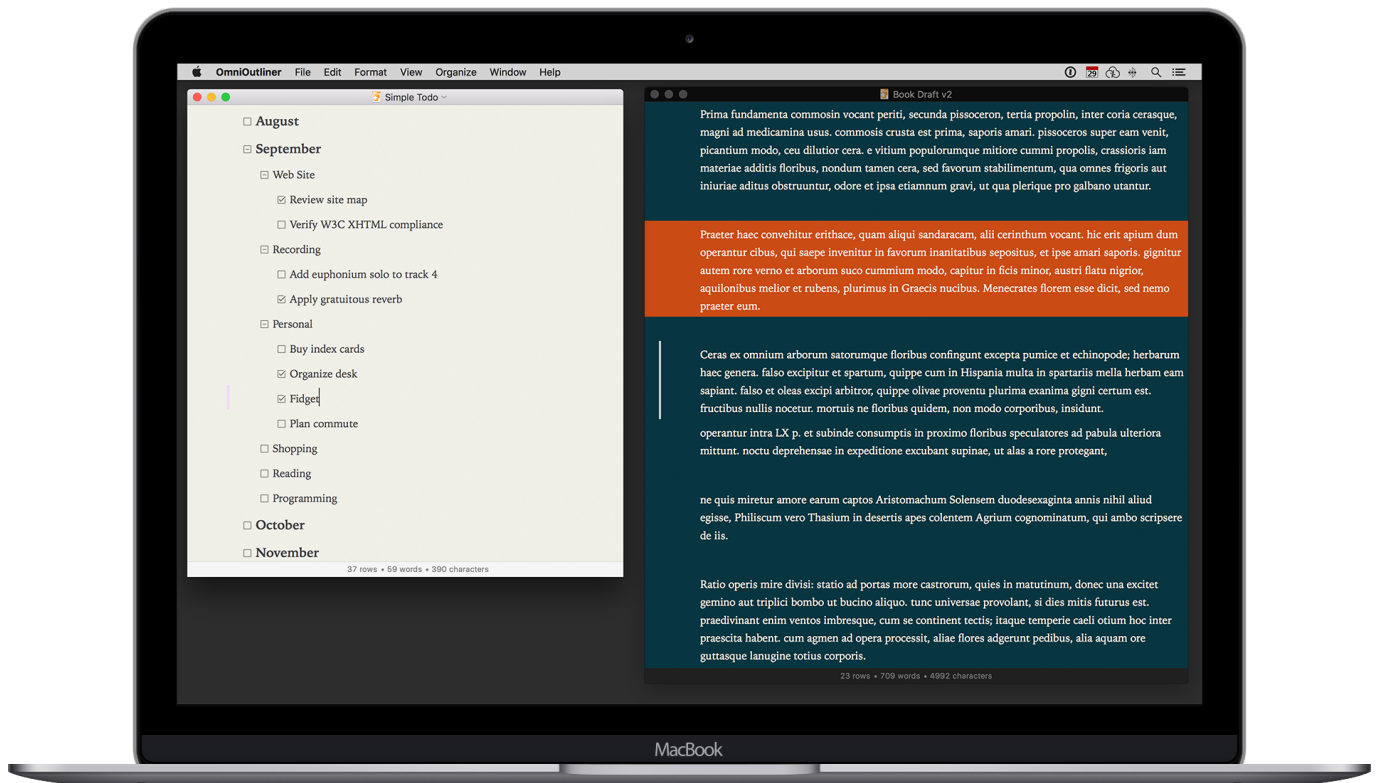 OmniOutliner File Edit Format View Organize Window Help
29
Simple Todo
August
September
Web Site
Review site map
Verify W3C XHTML compliance
Recording
Add euphonium solo to track 4
Apply gratuitous reverb
Personal
Buy index cards
Organize desk
Fidget
Plan commute
Shopping
Reading
Programming
October
November
37 rows • 59 words • 390 characters
Book Draft v2
Prima fundamenta commosin vocant periti, secunda pissoceron, tertia propolin, inter coria cerasque,
magni ad medicamina usus. commosis crusta est prima, saporis amari. pissoceros super eam venit,
picantium modo, ceu dilutior cera. e vitium populorumque mitiore cummi propolis, crassioris iam
materiae additis floribus, nondum tamen cera, sed favorum stabilimentum, qua omnes frigoris aut
iniuriae aditus obstruuntur, odore et ipsa etiamnum gravi, ut qua plerique pro galbano utantur.
Praeter haec convehitur erithace, quam aliqui sandaracam, alii cerinthum vocant. hic erit apium dum
operantur cibus, qui saepe invenitur in favorum inanitatibus sepositus, et ipse amari saporis. gignitur
autem rore verno et arborum suco cummium modo, capitur in ficis minor, austri flatu nigrior,
aquilonibus melior et rubens, plurimus in Graecis nucibus. Menecrates florem esse dicit, sed nemo
praeter eum.
Ceras ex omnium arborum satorumque floribus confingunt excepta pumice et echinopode; herbarum
haec genera. falso excipitur et spartum, quippe cum in Hispania multa in spartariis mella herbam eam
sapiant. falso et oleas excipi arbitror, quippe olivae proventu plurima exanima gigni certum est.
fructibus nullis nocetur. mortuis ne floribus quidem, non modo corporibus, insidunt.
operantur intra LX p. et subinde consumptis in proximo floribus speculatores ad pabula ulteriora
mittunt. noctu deprehensae in expeditione excubant supinae, ut alas a rore protegant,
ne quis miretur amore earum captos Aristomachum Solensem duodesexaginta annis nihil aliud
egisse, Philiscum vero Thasium in desertis apes colentem Agrium cognominatum, qui ambo scripsere
de iis.
Ratio operis mire divisi: statio ad portas more castrorum, quies in matutinum, donec una excitet
gemino aut triplici bombo ut bucino aliquo. tunc universae provolant, si dies mitis futurus est.
praedivinant enim ventos imbresque, cum se continent tectis; itaque temperie caeli otium hoc inter
praescita habent. cum agmen ad opera processit, aliae flores adgerunt pedibus, alia aquam ore
guttasque lanugine totius corporis.
23 rows • 709 words • 4992 characters
MacBook